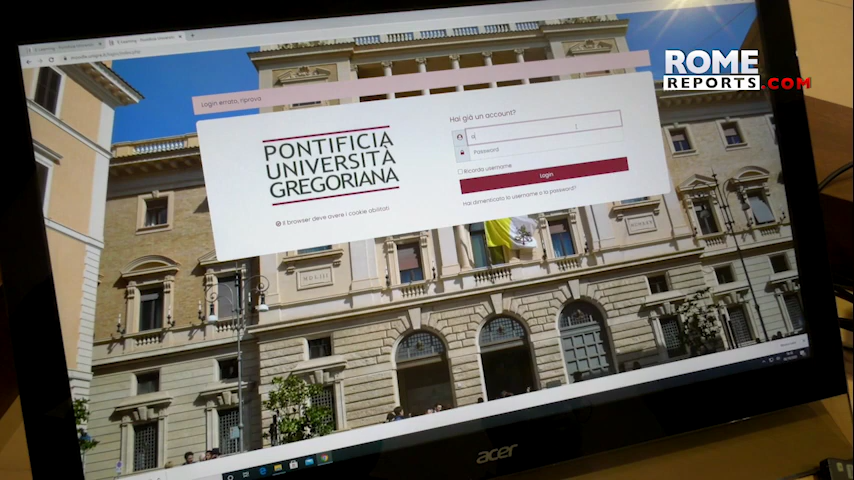 ROME
REPORTS.COM
Login errato, riprova
PONTIFICIA
UNIVERSITÀ
GREGORIANA
Il browser deve avere i cookie abilitati
Hai già un account?
Password
Ricorda username
Login
Hai dimenticato lo username o la password?
acer